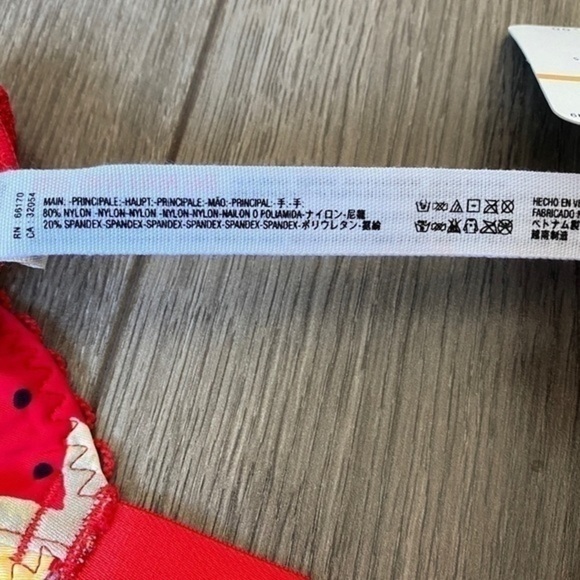 RN 66170
CA 32054
MAIN: -PRINCIPALE: -HAUPT: -PRINCIPALE: -MÃO: -PRINCIPAL: -手: -手:
80% NYLON -NYLON-NYLON -NYLON-NYLON-NAILON O POLIAMIDA-ナイロン-尼龍
20% SPANDEX-SPANDEX-SPANDEX-SPANDEX-SPANDEX-SPANDEX-ポリウレタン-氨綸
HECHO EN
FABRICADO
ベトナム製
越南制造